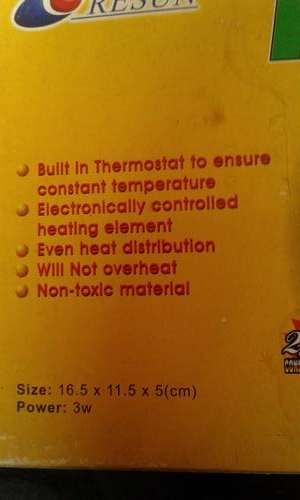 RESUN
Built in Thermostat to ensure
constant temperature
Electronically controlled
heating element
Even heat distribution
Will Not overheat
Non-toxic material
Size: 16.5 x 11.5 x 5(cm)
Power: 3w